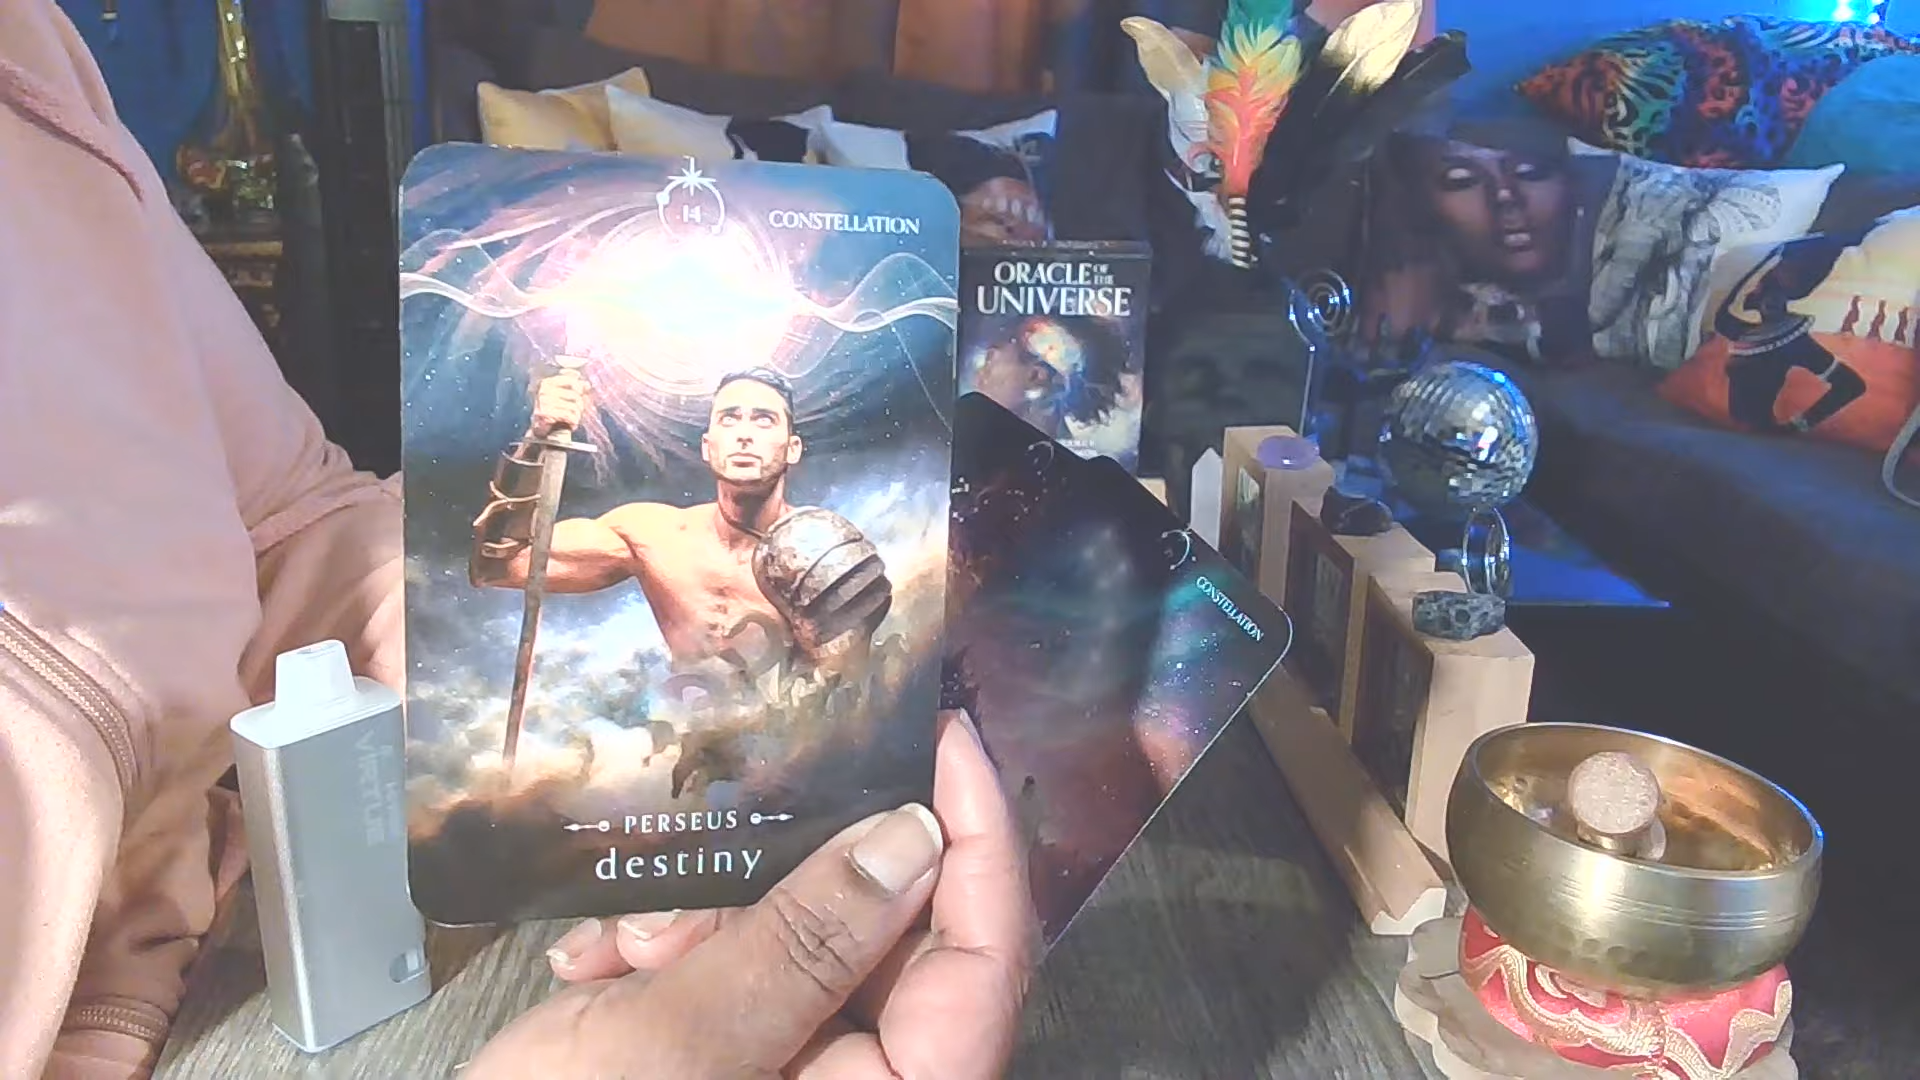 14
CONSTELLATION
PERSEUS
destiny
ORACLE OF THE
UNIVERSE
CONSTELLATION
VIRTUE